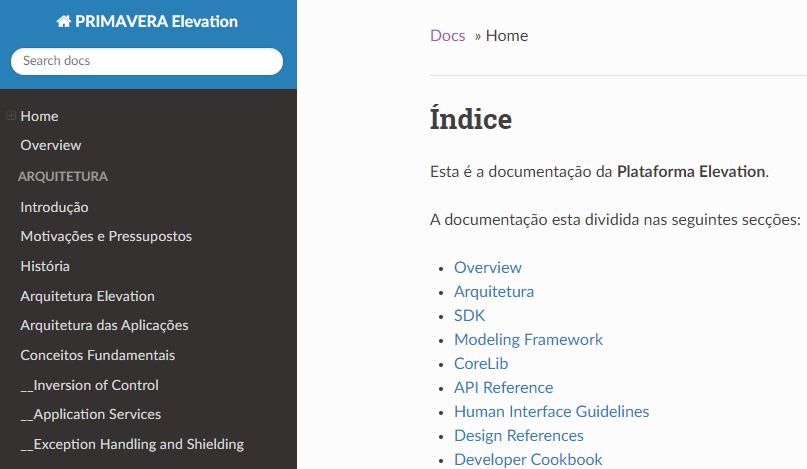 PRIMAVERA Elevation
Search docs
Home
Overview
ARQUITETURA
Introdução
Motivações e Pressupostos
História
Arquitetura Elevation
Arquitetura das Aplicações
Conceitos Fundamentais
__Inversion of Control
__Application Services
__Exception Handling and Shielding
Docs » Home
Índice
Esta é a documentação da Plataforma Elevation.
A documentação esta dividida nas seguintes secções:
Overview
Arquitetura
SDK
Modeling Framework
CoreLib
API Reference
Human Interface Guidelines
Design References
Developer Cookbook